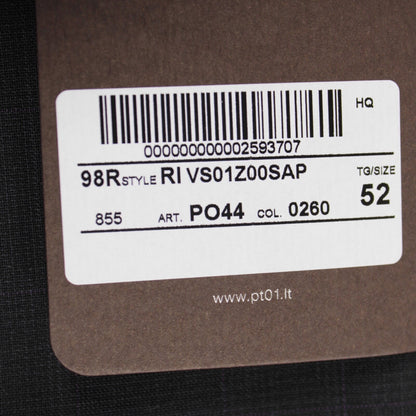 HQ
000000000002593707
98R STYLE RI VS01Z00SAP TG/SIZE
855 ART. PO44 COL. 0260 52
www.pt01.it